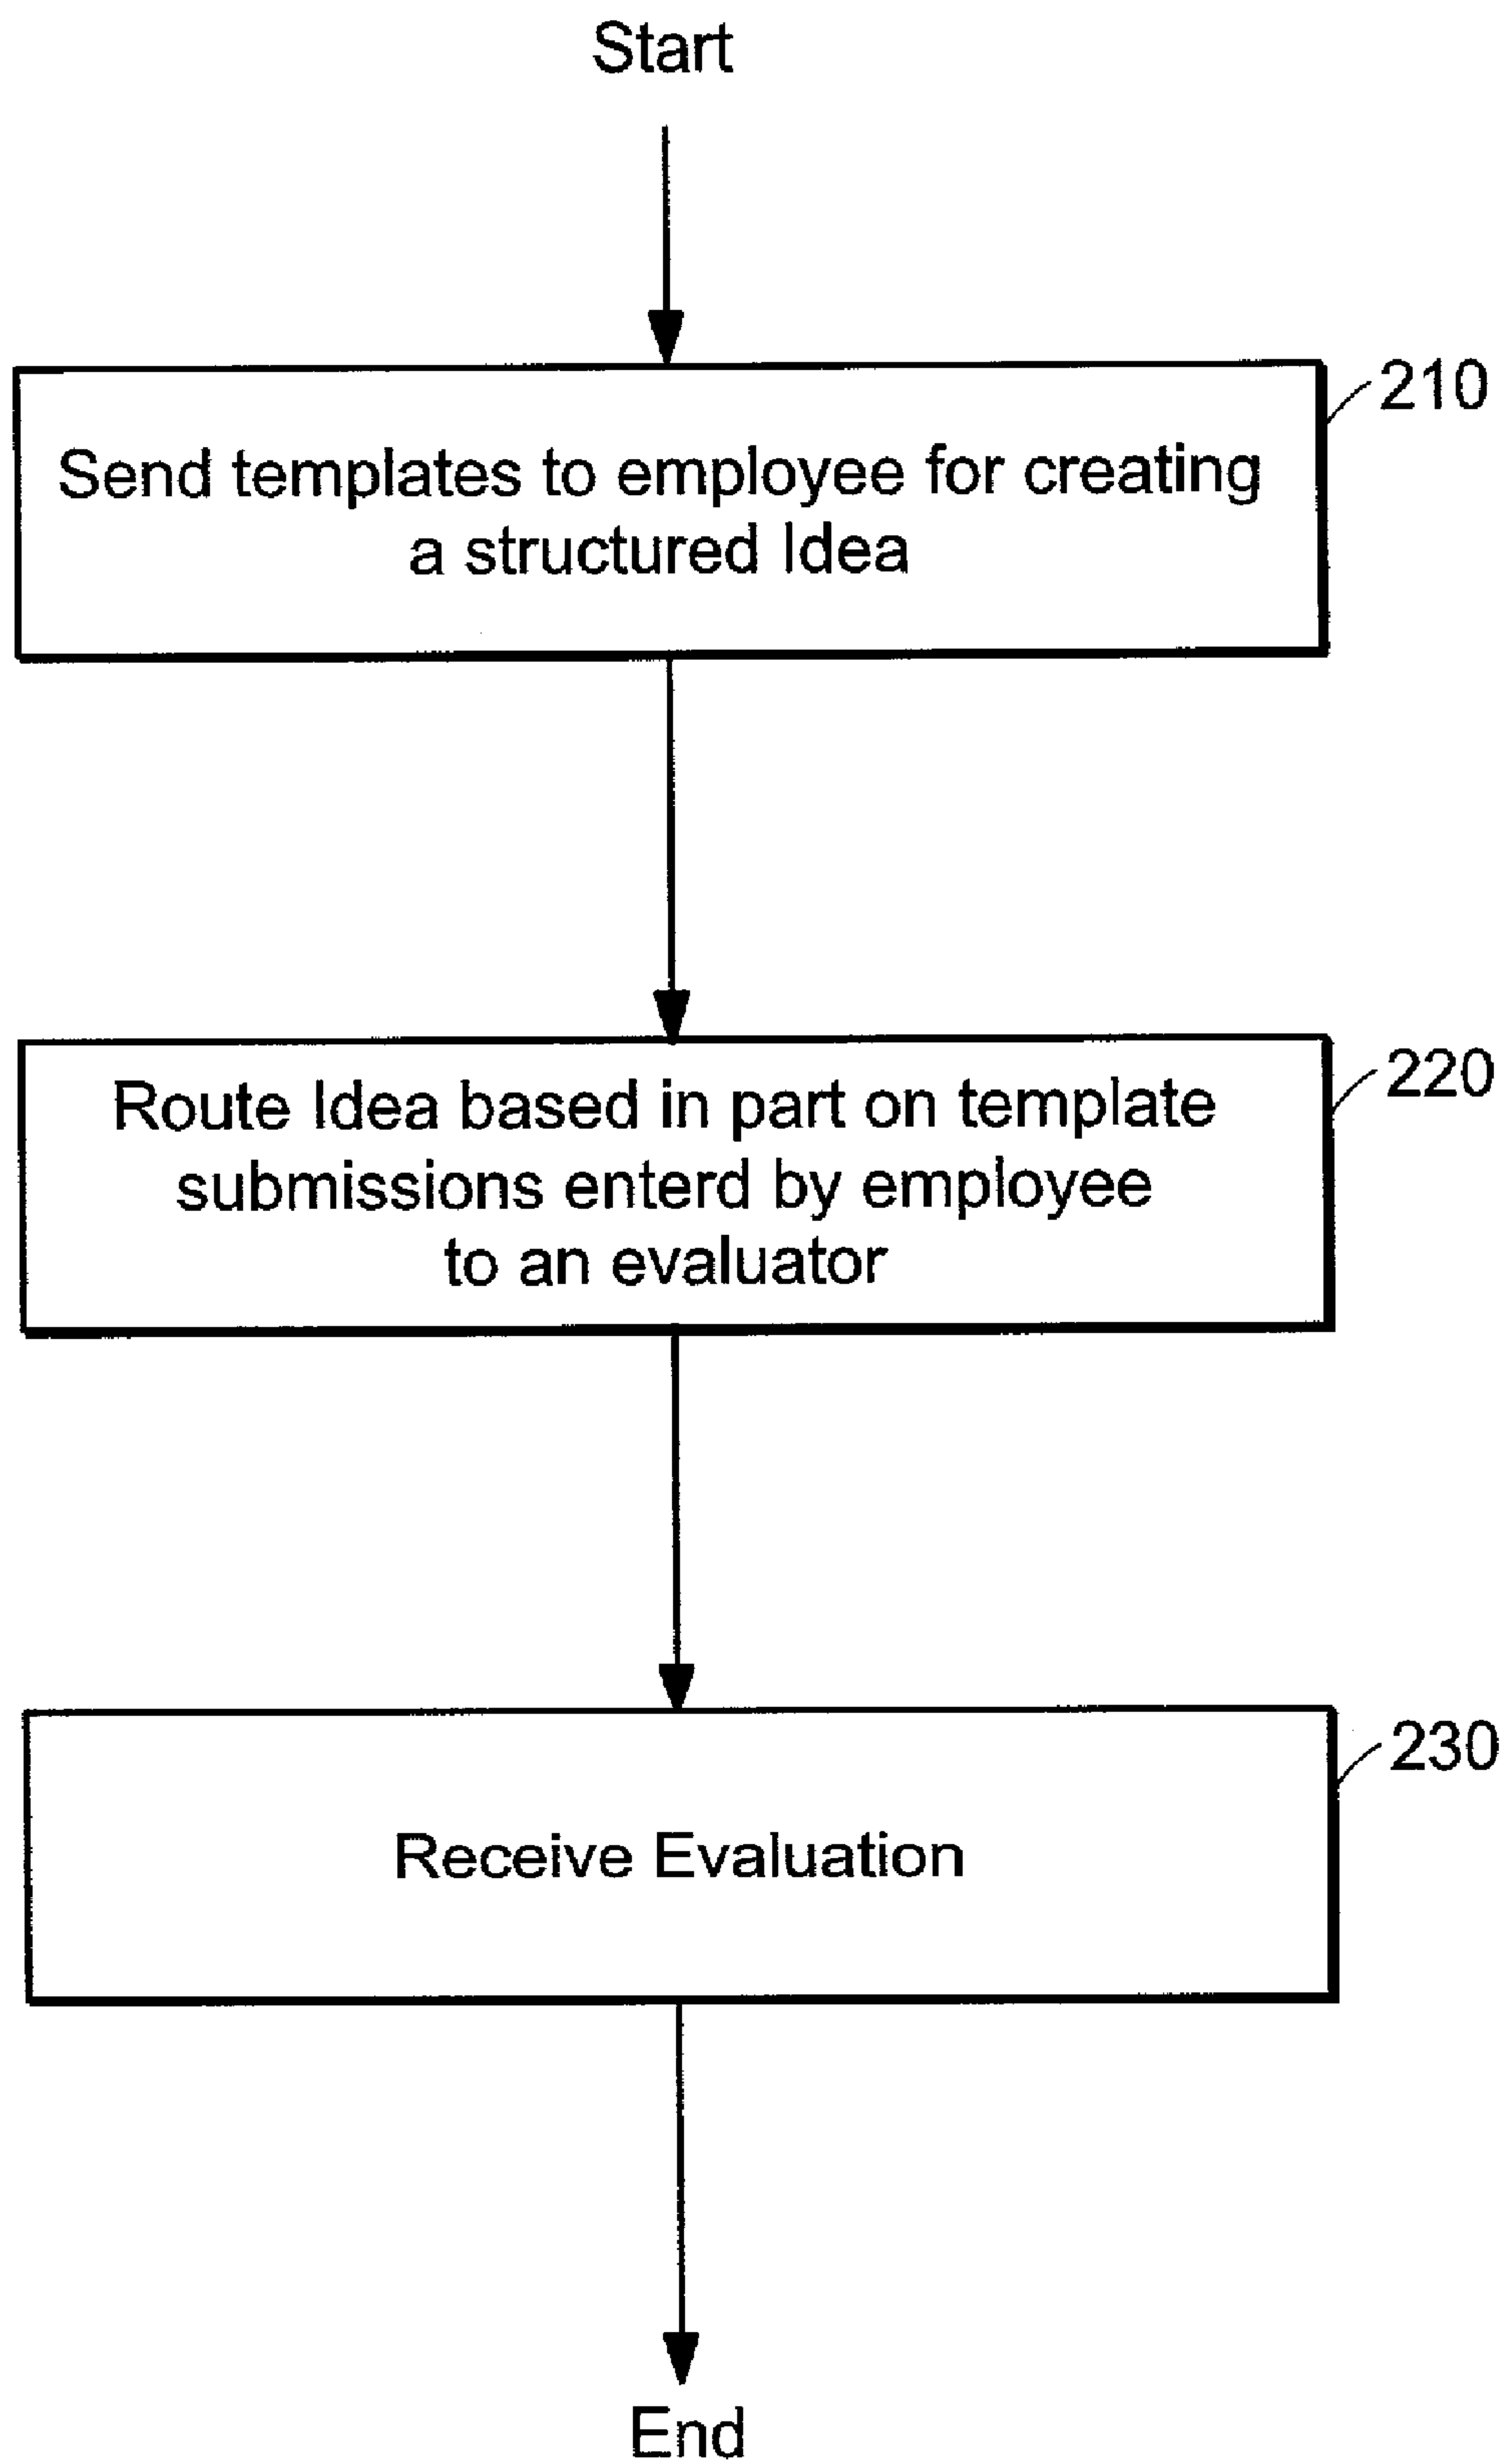 Start
210
Send templates to employee for creating
a structured Idea
220
Route Idea based in part on template
submissions enterd by employee
to an evaluator
230
Receive Evaluation
End